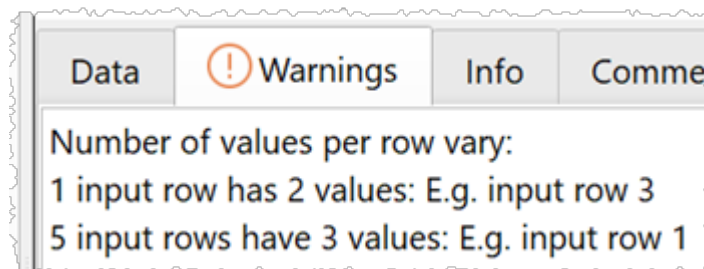 Data Warnings Info Comme
Number of values per row vary:
1 input row has 2 values: E.g. input row 3
5 input rows have 3 values: E.g. input row 1